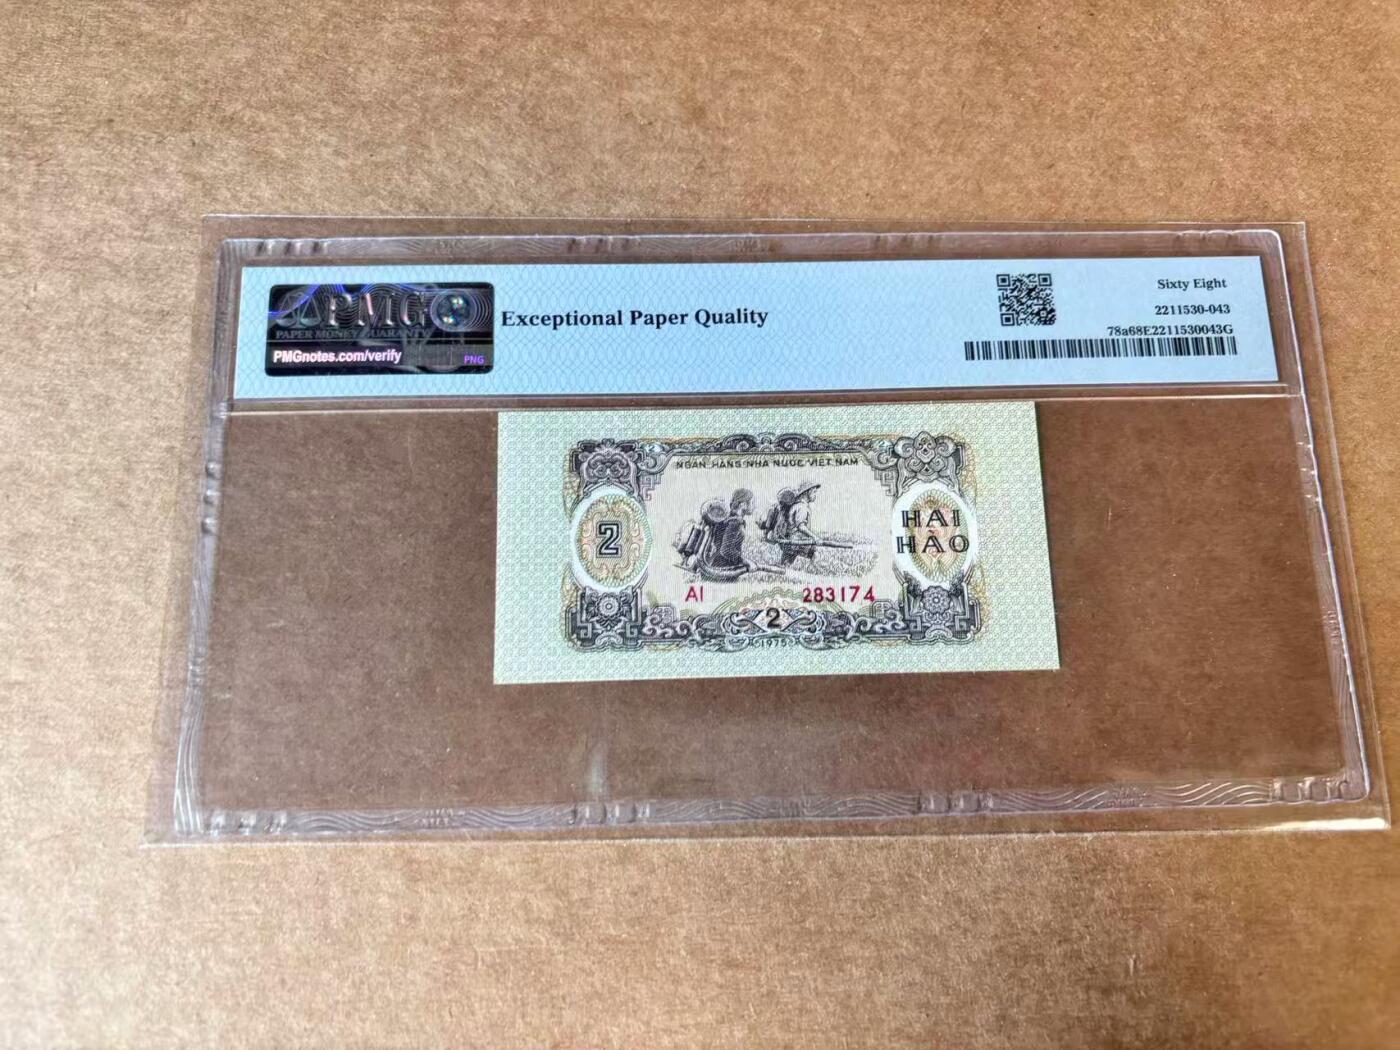 PMG
PAPER MONEY GUARANTY
PMGnotes.com/verify
PNG
Exceptional Paper Quality
Sixty Eight
2211530-043
78a68E2211530043G
NGÂN HÀNG NHÀ NƯỚC VIỆT NAM
2
HAI
HÀO
AI
283174
2
1975